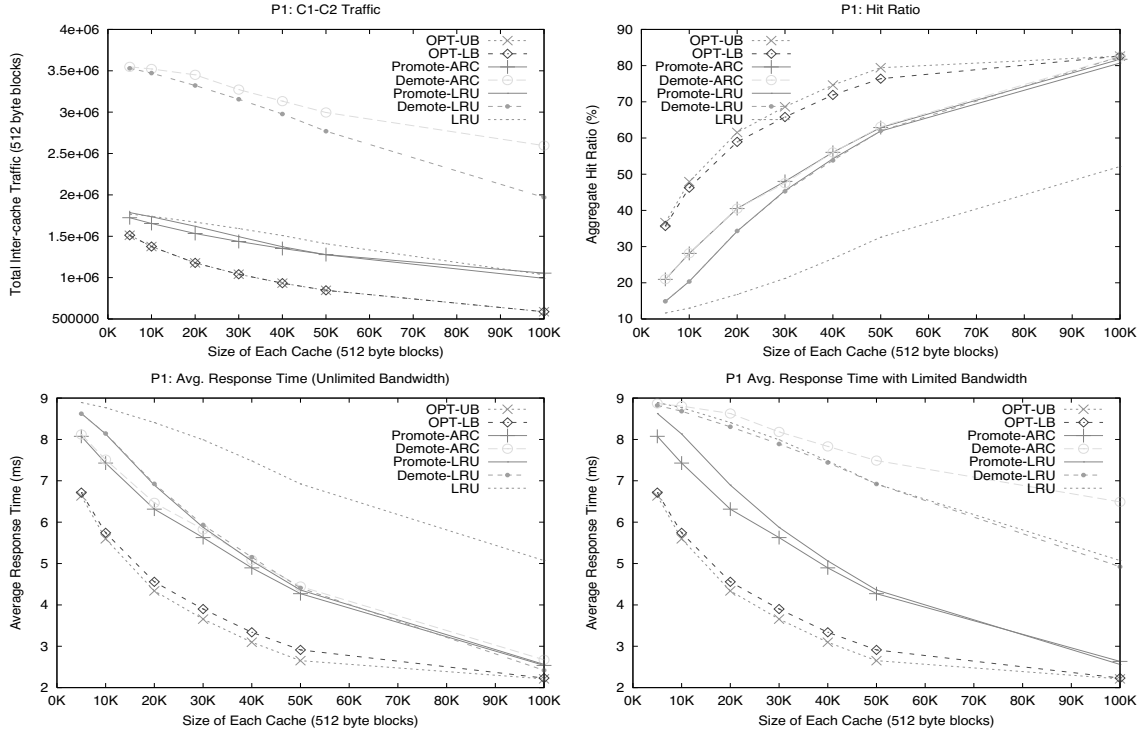 P1: C1-C2 Traffic
Total Inter-cache Traffic (512 byte blocks)
4e+06
3.5e+06
3e+06
2.5e+06
2e+06
1.5e+06
1e+06
500000
OPT-UB
OPT-LB
Promote-ARC
Demote-ARC
Promote-LRU
Demote-LRU
LRU
0K 10K 20K 30K 40K 50K 60K 70K 80K 90K 100K
Size of Each Cache (512 byte blocks)
P1: Hit Ratio
Aggregate Hit Ratio (%)
90
80
70
60
50
40
30
20
10
OPT-UB
OPT-LB
Promote-ARC
Demote-ARC
Promote-LRU
Demote-LRU
LRU
0K 10K 20K 30K 40K 50K 60K 70K 80K 90K 100K
Size of Each Cache (512 byte blocks)
P1: Avg. Response Time (Unlimited Bandwidth)
Average Response Time (ms)
9
8
7
6
5
4
3
2
OPT-UB
OPT-LB
Promote-ARC
Demote-ARC
Promote-LRU
Demote-LRU
LRU
0K 10K 20K 30K 40K 50K 60K 70K 80K 90K 100K
Size of Each Cache (512 byte blocks)
P1 Avg. Response Time with Limited Bandwidth
Average Response Time (ms)
9
8
7
6
5
4
3
2
OPT-UB
OPT-LB
Promote-ARC
Demote-ARC
Promote-LRU
Demote-LRU
LRU
0K 10K 20K 30K 40K 50K 60K 70K 80K 90K 100K
Size of Each Cache (512 byte blocks)